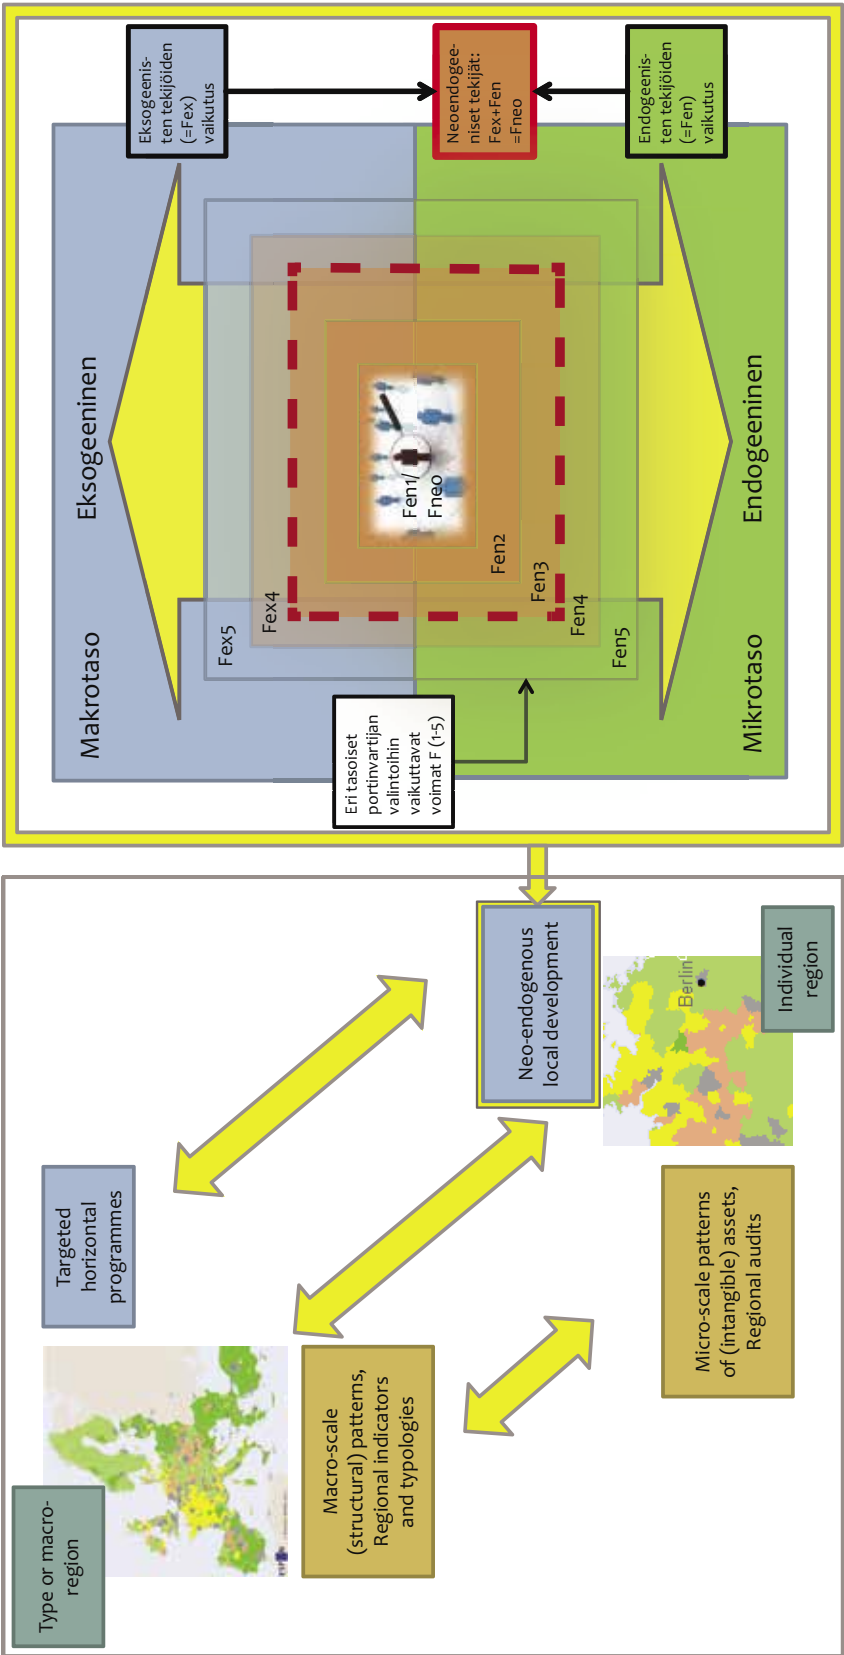 Type or macro-
region
Targeted
horizontal
programmes
Macro-scale
(structural) patterns,
Regional indicators
and typologies
Neo-endogenous
local development
Berlin
Individual
region
Micro-scale patterns
of (intangible) assets,
Regional audits
Makrotaso
Eksogeeninen
Eksogeenis-
ten tekijöiden
(=Fex)
vaikutus
Neoendogee-
niset tekijät:
Fex+Fen
=Fneo
Endogeenis-
ten tekijöiden
(=Fen)
vaikutus
Fex5
Fex4
Fen1/
Fneo
Fen2
Fen3
Fen4
Fen5
Eri tasoiset
portinvartijan
valintoihin
vaikuttavat
voimat F (1-5)
Mikrotaso
Endogeeninen